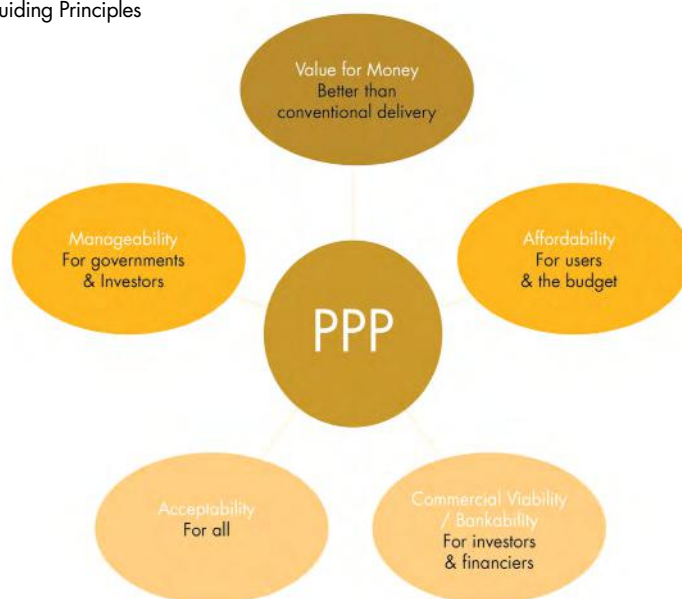 uiding Principles
Value for Money
Better than
conventional delivery
Manageability
For governments
& Investors
Affordability
For users
& the budget
PPP
Acceptability
For all
Commercial Viability
/ Bankability
For investors
& financiers